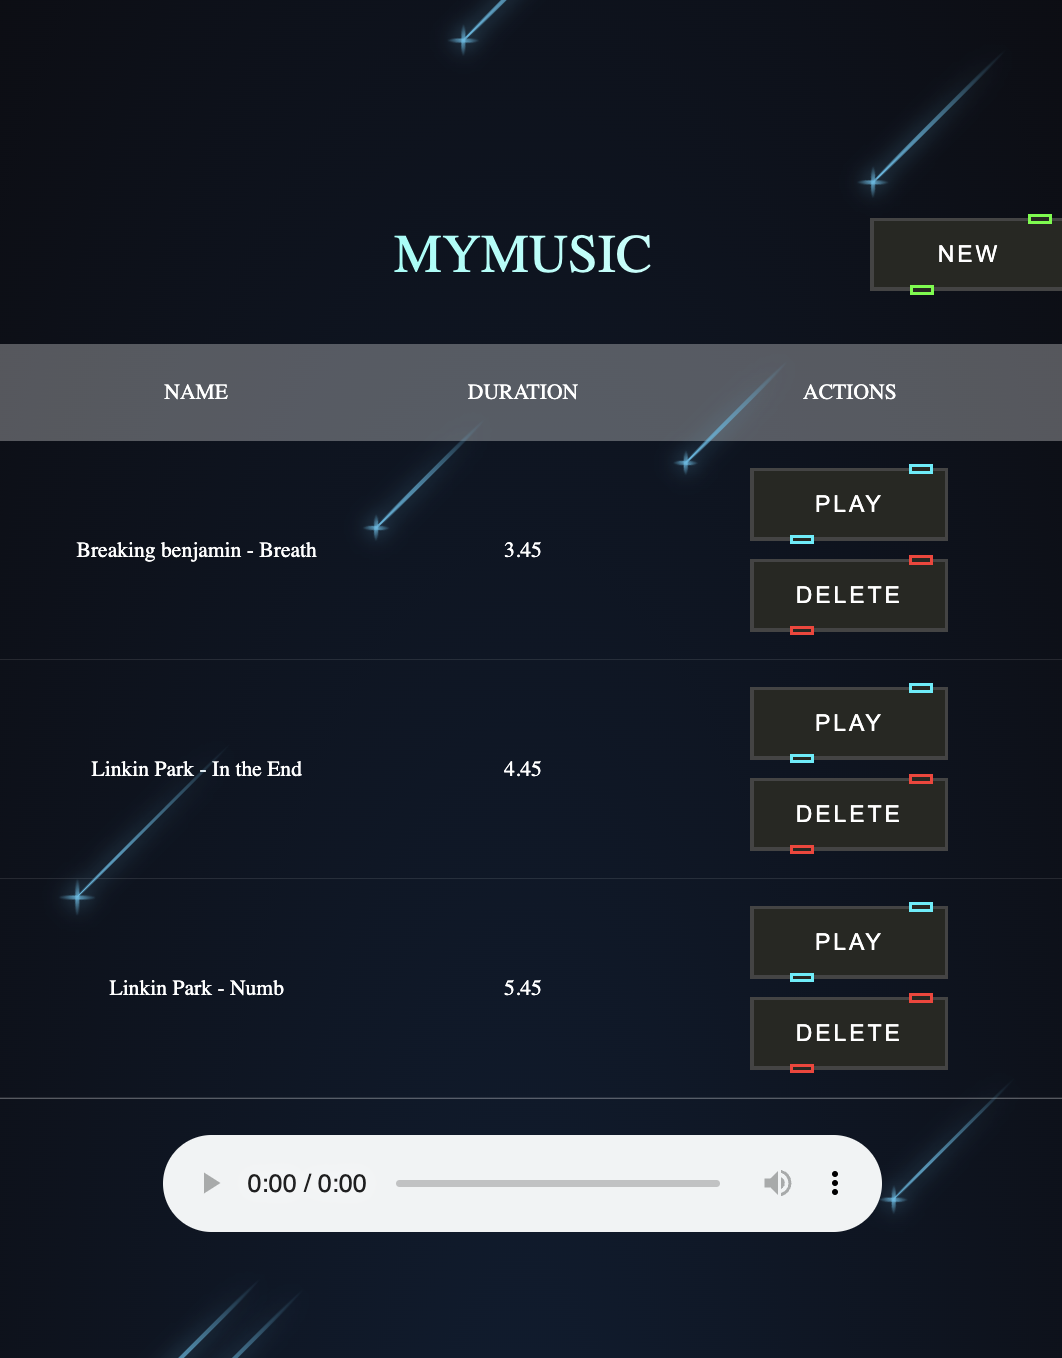 MYMUSIC
NEW
NAME DURATION ACTIONS
Breaking benjamin - Breath 3.45 PLAY
DELETE
Linkin Park - In the End 4.45 PLAY
DELETE
Linkin Park - Numb 5.45 PLAY
DELETE
0:00 / 0:00